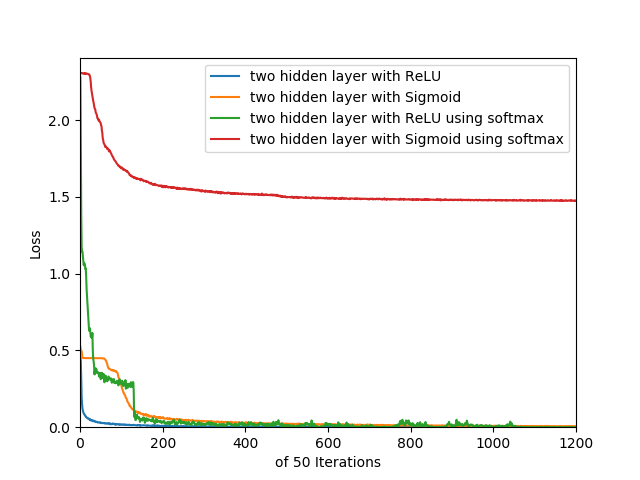 two hidden layer with ReLU
two hidden layer with Sigmoid
two hidden layer with ReLU using softmax
two hidden layer with Sigmoid using softmax
2.0
1.5
1.0
0.5
0.0
Loss
0 200 400 600 800 1000 1200
of 50 Iterations